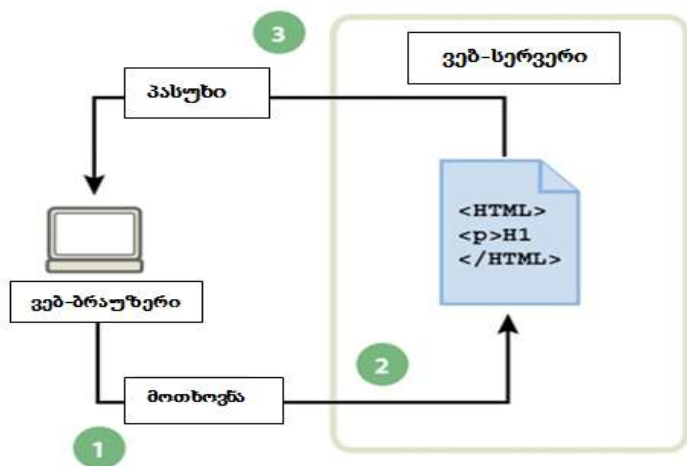 3
ვებ-სერვერი
პასუხი
<HTML>
<p>H1
</HTML>
ვებ-ბრაუზერი
2
მოთხოვნა
1